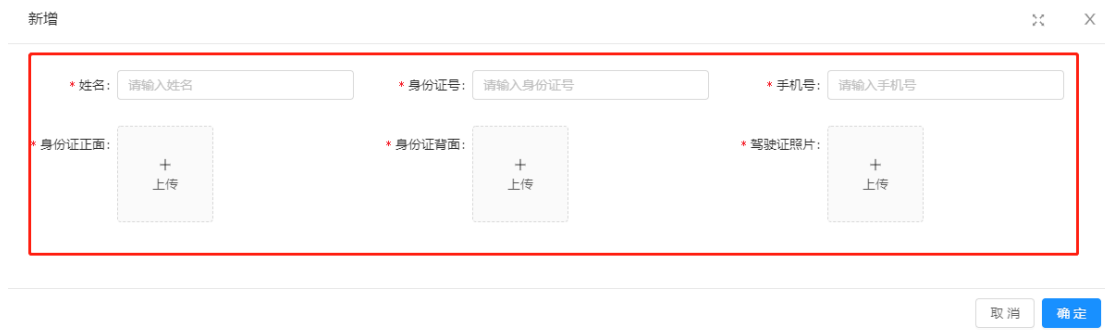 新增
* 姓名: 请输入姓名 * 身份证号: 请输入身份证号 * 手机号: 请输入手机号
* 身份证正面: * 身份证背面: * 驾驶证照片:
+ + +
上传 上传 上传
取消 确定